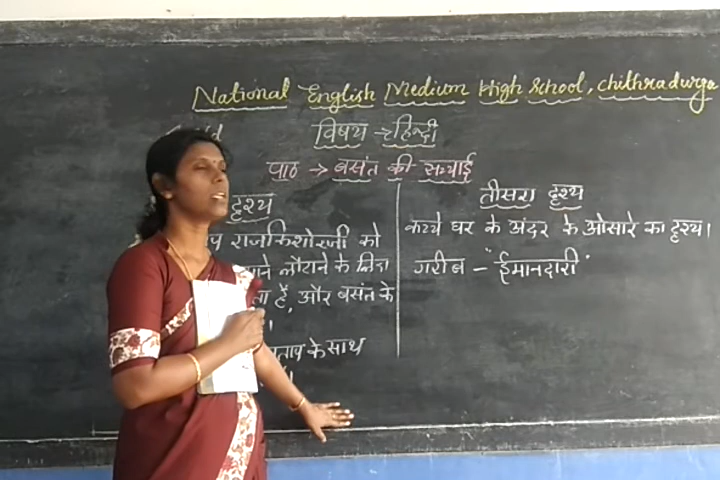 National English Medium High School, Chithradurga
विषय → हिन्दी
पाठ → बसंत की सच्चाई
दृश्य
राजकिशोरजी को
लौटाने के लिए
है, और बसंत के
के साथ
तीसरा दृश्य
कच्चे घर के अंदर के ओसारे का दृश्य।
गरीब - "ईमानदारी"